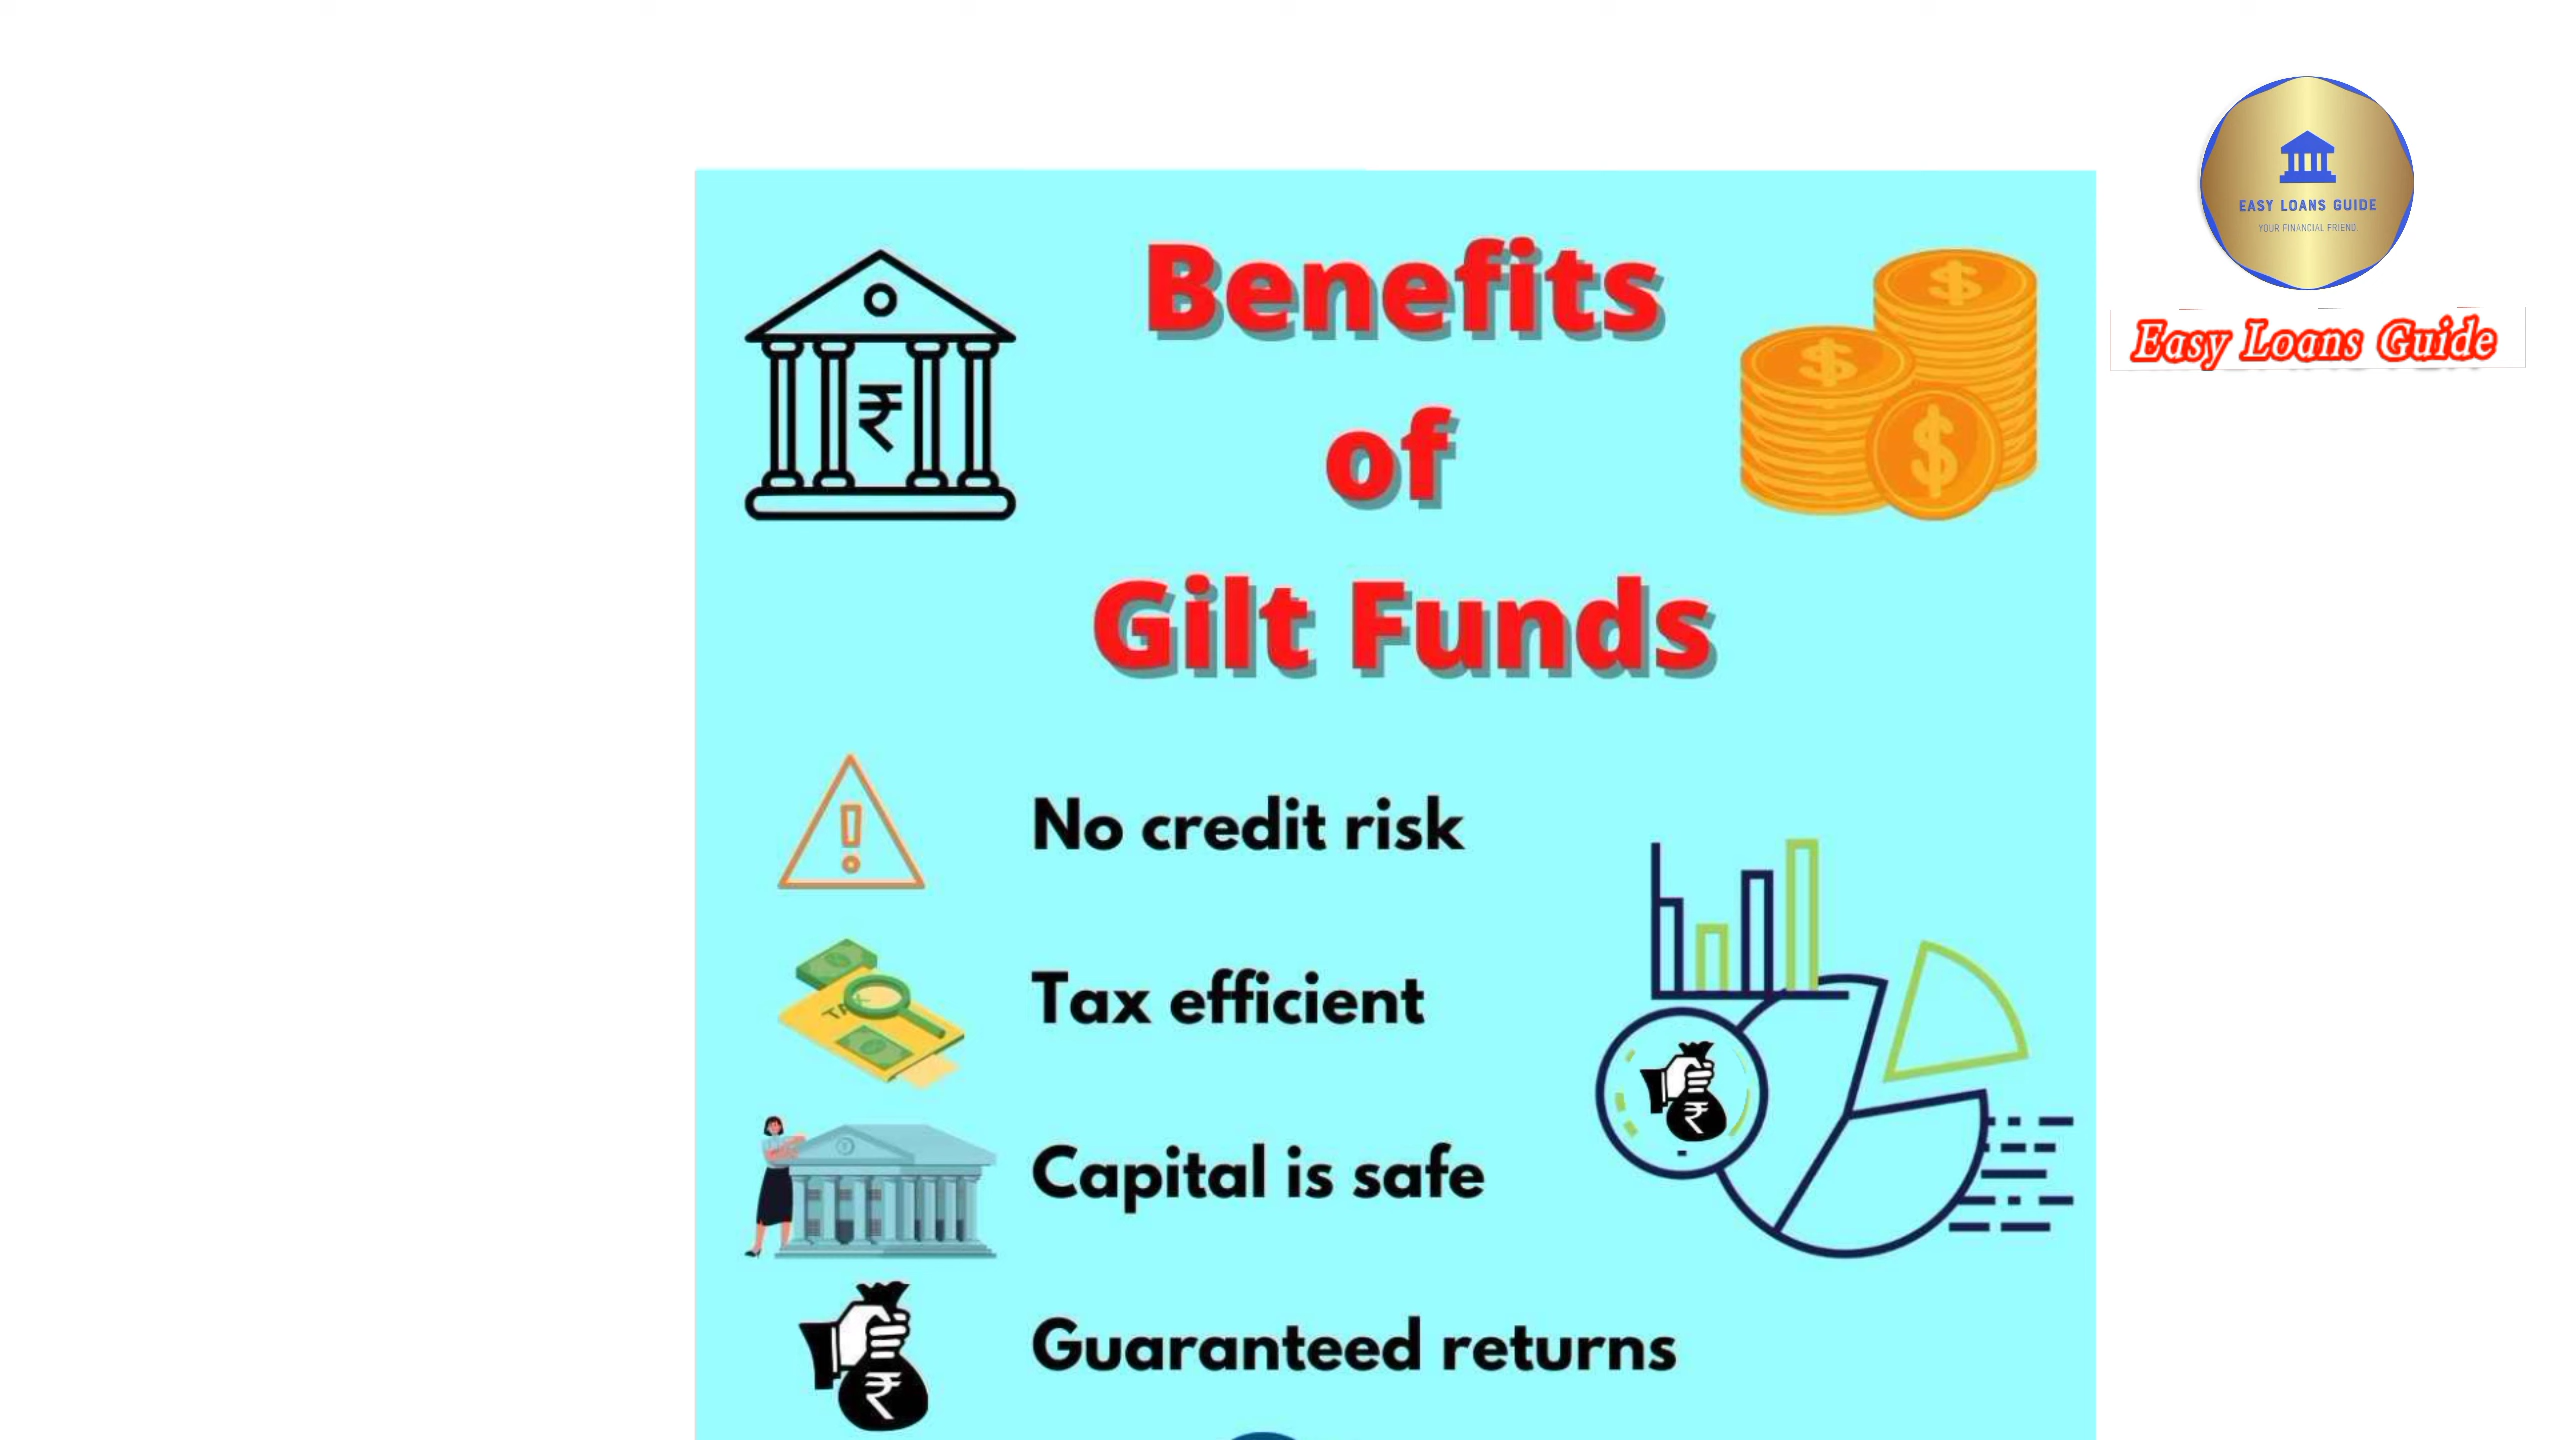 EASY LOANS GUIDE
YOUR FINANCIAL FRIEND.
Easy Loans Guide
Benefits
of
Gilt Funds
₹
$
$
$
No credit risk
Tax efficient
TAX
Capital is safe
₹
Guaranteed returns
₹